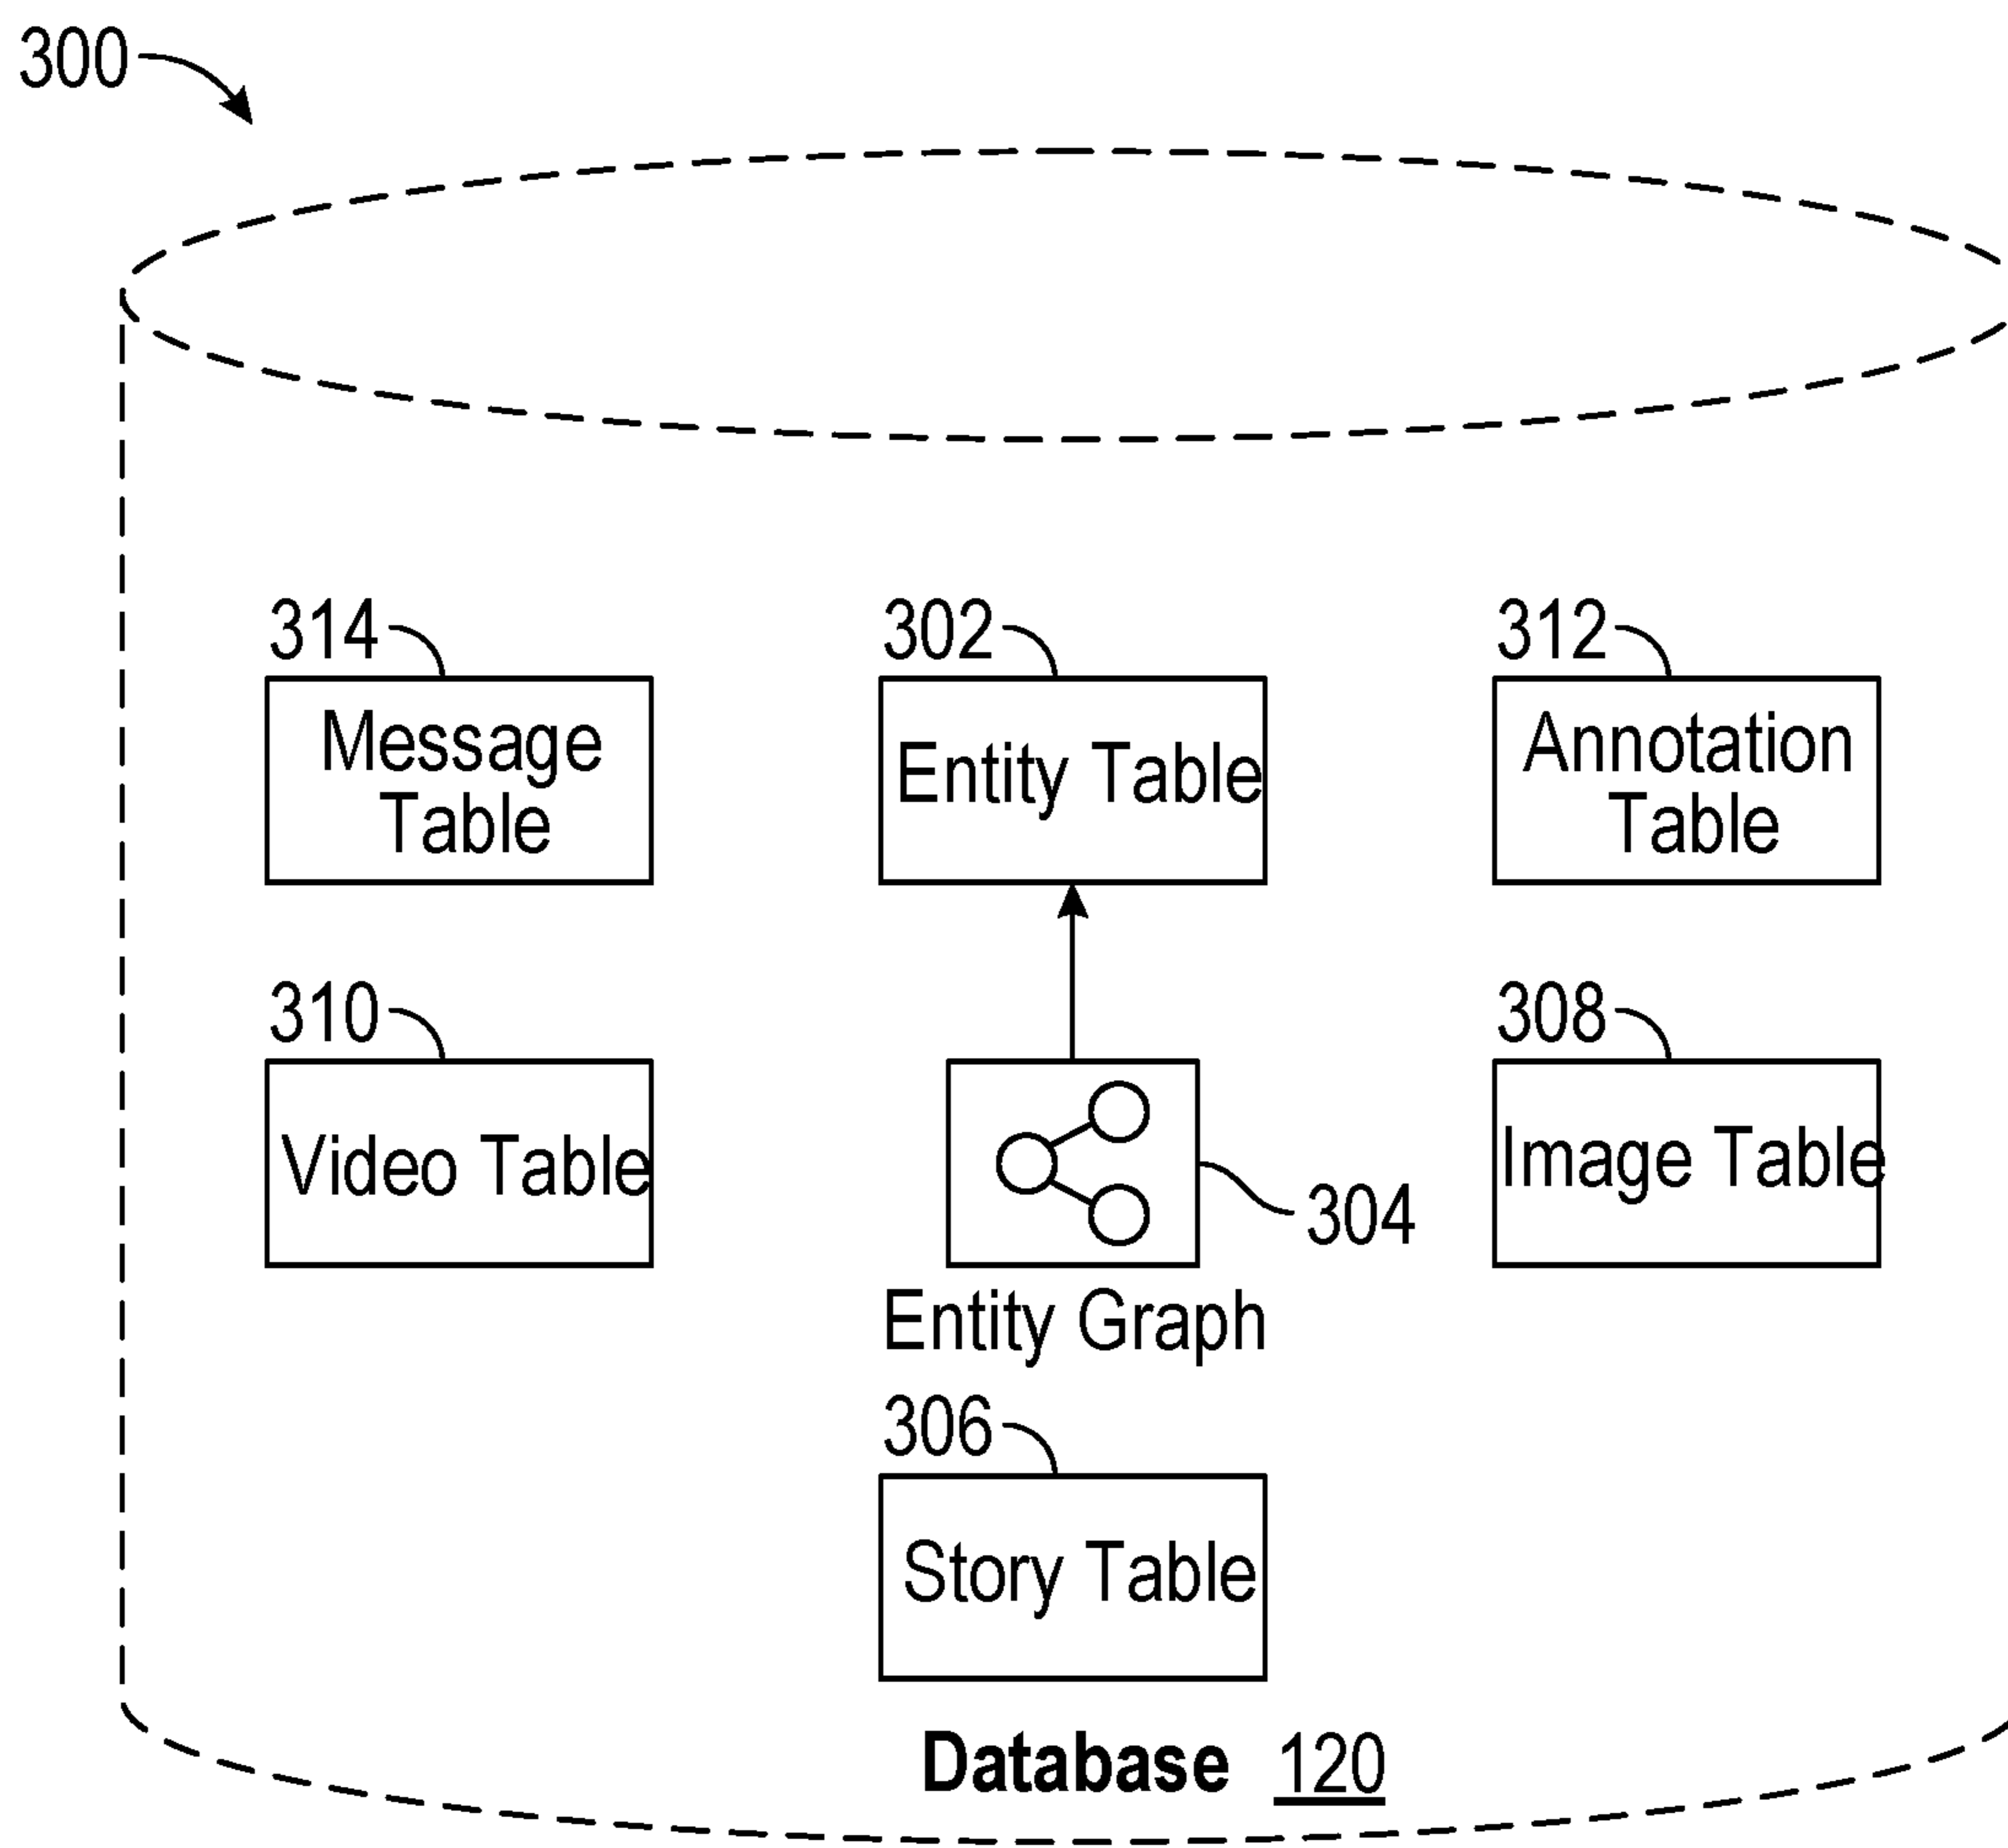 300
314
302
312
Message
Table
Entity Table
Annotation
Table
310
308
Video Table
Image Table
304
Entity Graph
306
Story Table
Database 120